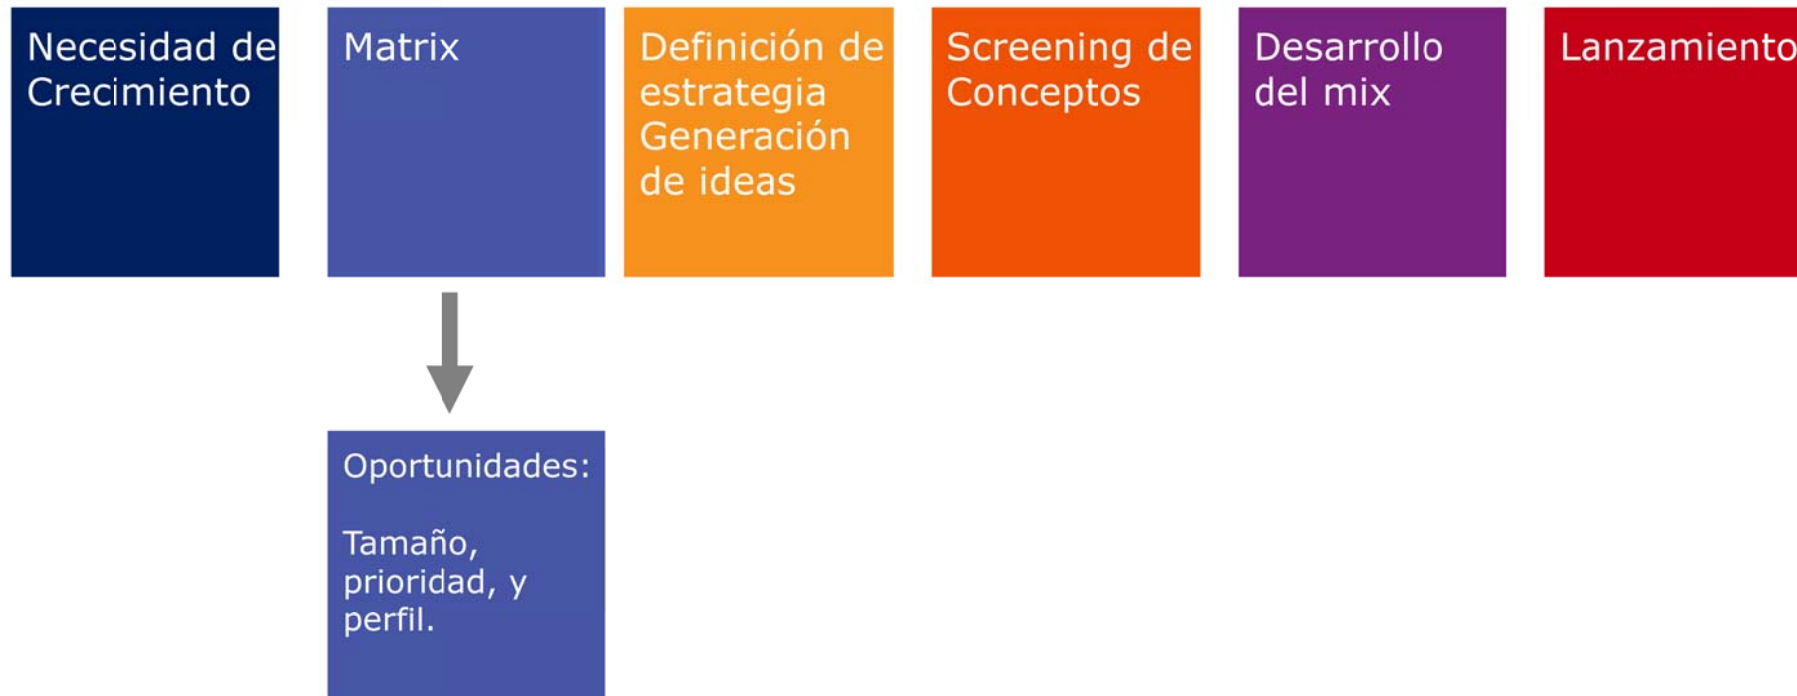 Necesidad de
Crecimiento
Matrix
Definición de
estrategia
Generación
de ideas
Screening de
Conceptos
Desarrollo
del mix
Lanzamiento
Oportunidades:
Tamaño,
prioridad, y
perfil.